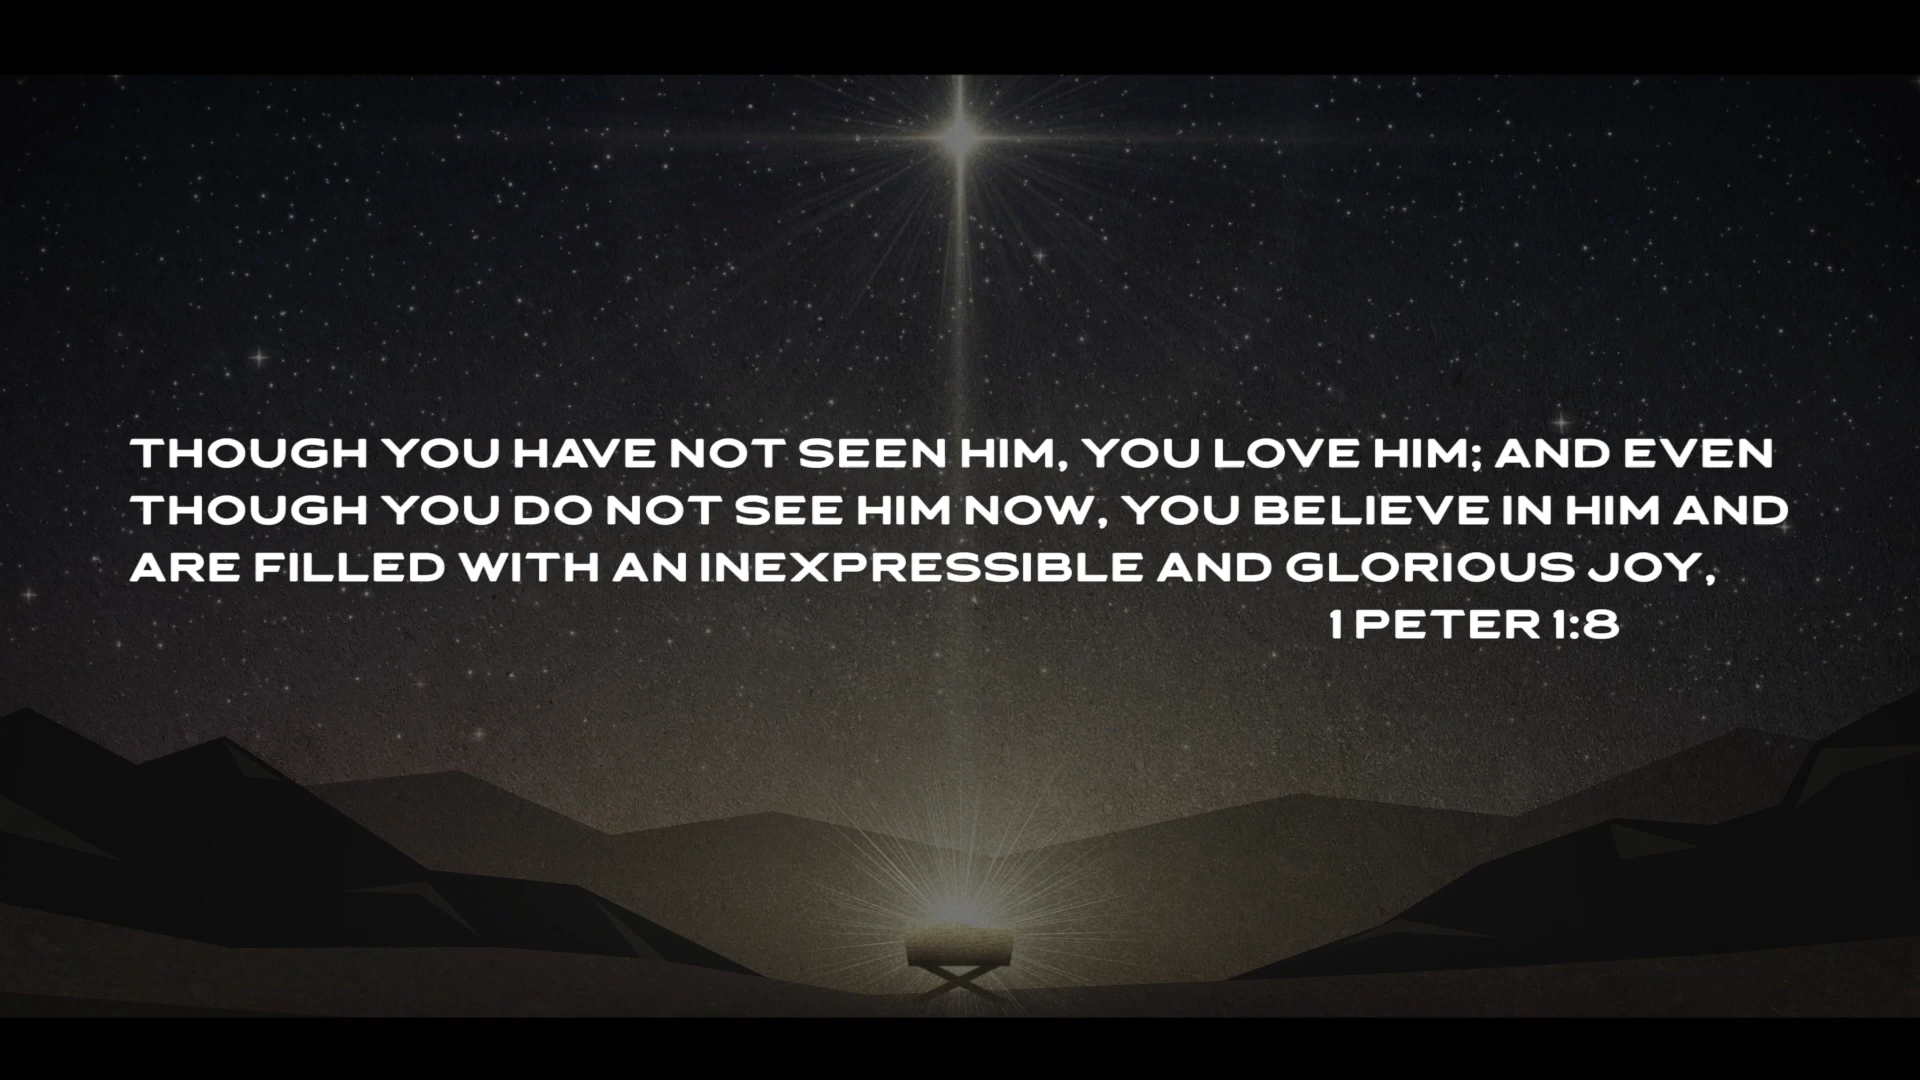 THOUGH YOU HAVE NOT SEEN HIM, YOU LOVE HIM; AND EVEN
THOUGH YOU DO NOT SEE HIM NOW, YOU BELIEVE IN HIM AND
ARE FILLED WITH AN INEXPRESSIBLE AND GLORIOUS JOY,
1 PETER 1:8